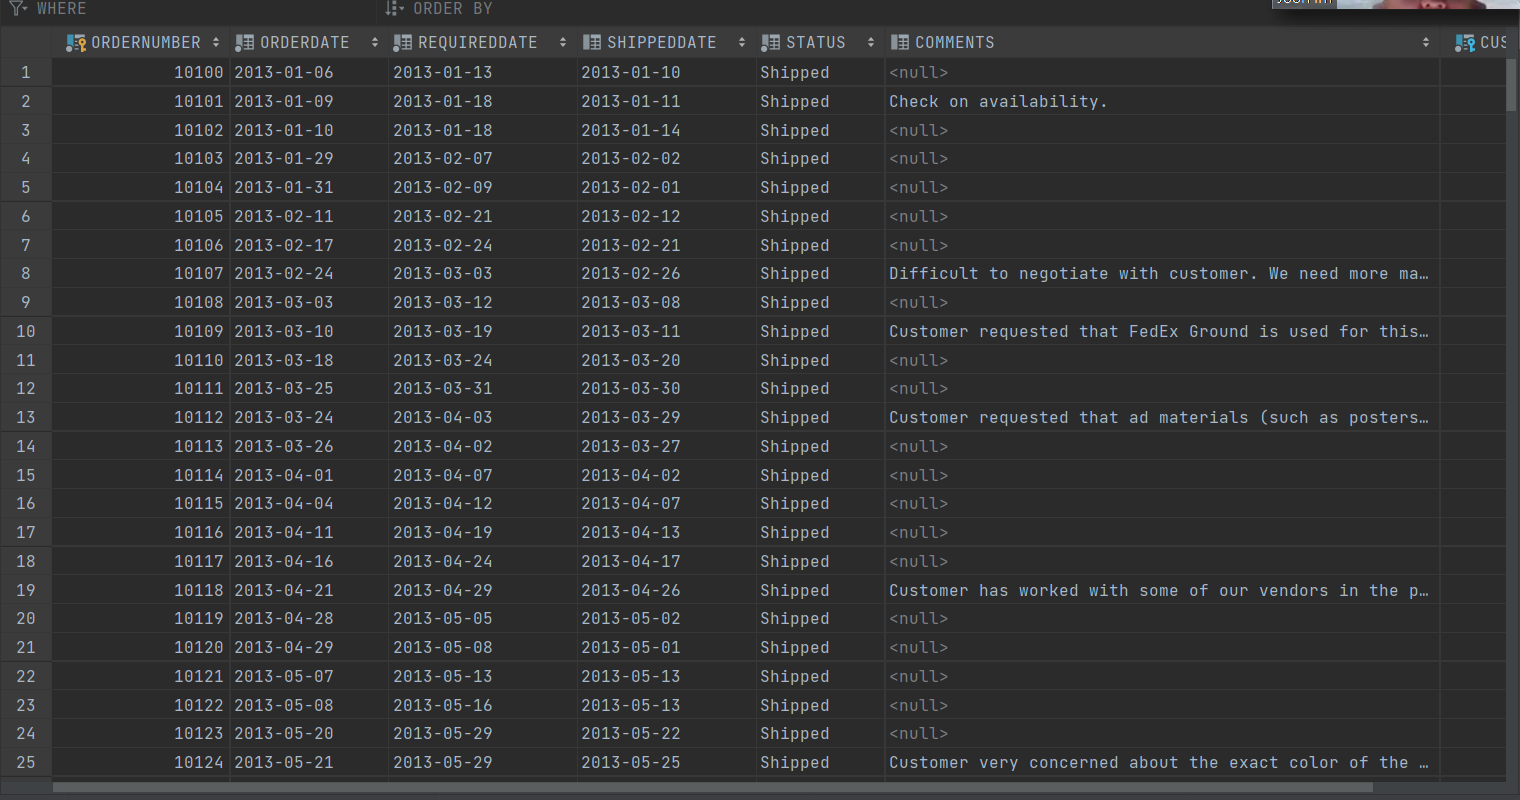 WHERE ORDER BY
ORDERNUMBER ORDERDATE REQUIREDDATE SHIPPEDDATE STATUS COMMENTS CUS
1 10100 2013-01-06 2013-01-13 2013-01-10 Shipped <null>
2 10101 2013-01-09 2013-01-18 2013-01-11 Shipped Check on availability.
3 10102 2013-01-10 2013-01-18 2013-01-14 Shipped <null>
4 10103 2013-01-29 2013-02-07 2013-02-02 Shipped <null>
5 10104 2013-01-31 2013-02-09 2013-02-01 Shipped <null>
6 10105 2013-02-11 2013-02-21 2013-02-12 Shipped <null>
7 10106 2013-02-17 2013-02-24 2013-02-21 Shipped <null>
8 10107 2013-02-24 2013-03-03 2013-02-26 Shipped Difficult to negotiate with customer. We need more ma…
9 10108 2013-03-03 2013-03-12 2013-03-08 Shipped <null>
10 10109 2013-03-10 2013-03-19 2013-03-11 Shipped Customer requested that FedEx Ground is used for this…
11 10110 2013-03-18 2013-03-24 2013-03-20 Shipped <null>
12 10111 2013-03-25 2013-03-31 2013-03-30 Shipped <null>
13 10112 2013-03-24 2013-04-03 2013-03-29 Shipped Customer requested that ad materials (such as posters…
14 10113 2013-03-26 2013-04-02 2013-03-27 Shipped <null>
15 10114 2013-04-01 2013-04-07 2013-04-02 Shipped <null>
16 10115 2013-04-04 2013-04-12 2013-04-07 Shipped <null>
17 10116 2013-04-11 2013-04-19 2013-04-13 Shipped <null>
18 10117 2013-04-16 2013-04-24 2013-04-17 Shipped <null>
19 10118 2013-04-21 2013-04-29 2013-04-26 Shipped Customer has worked with some of our vendors in the p…
20 10119 2013-04-28 2013-05-05 2013-05-02 Shipped <null>
21 10120 2013-04-29 2013-05-08 2013-05-01 Shipped <null>
22 10121 2013-05-07 2013-05-13 2013-05-13 Shipped <null>
23 10122 2013-05-08 2013-05-16 2013-05-13 Shipped <null>
24 10123 2013-05-20 2013-05-29 2013-05-22 Shipped <null>
25 10124 2013-05-21 2013-05-29 2013-05-25 Shipped Customer very concerned about the exact color of the …